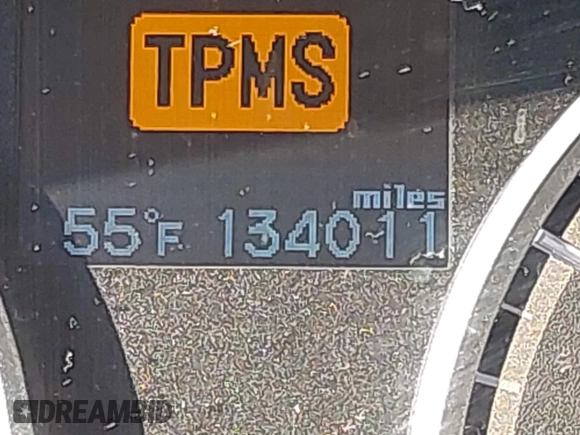 TPMS
miles
55°F 134011
DREAMBID